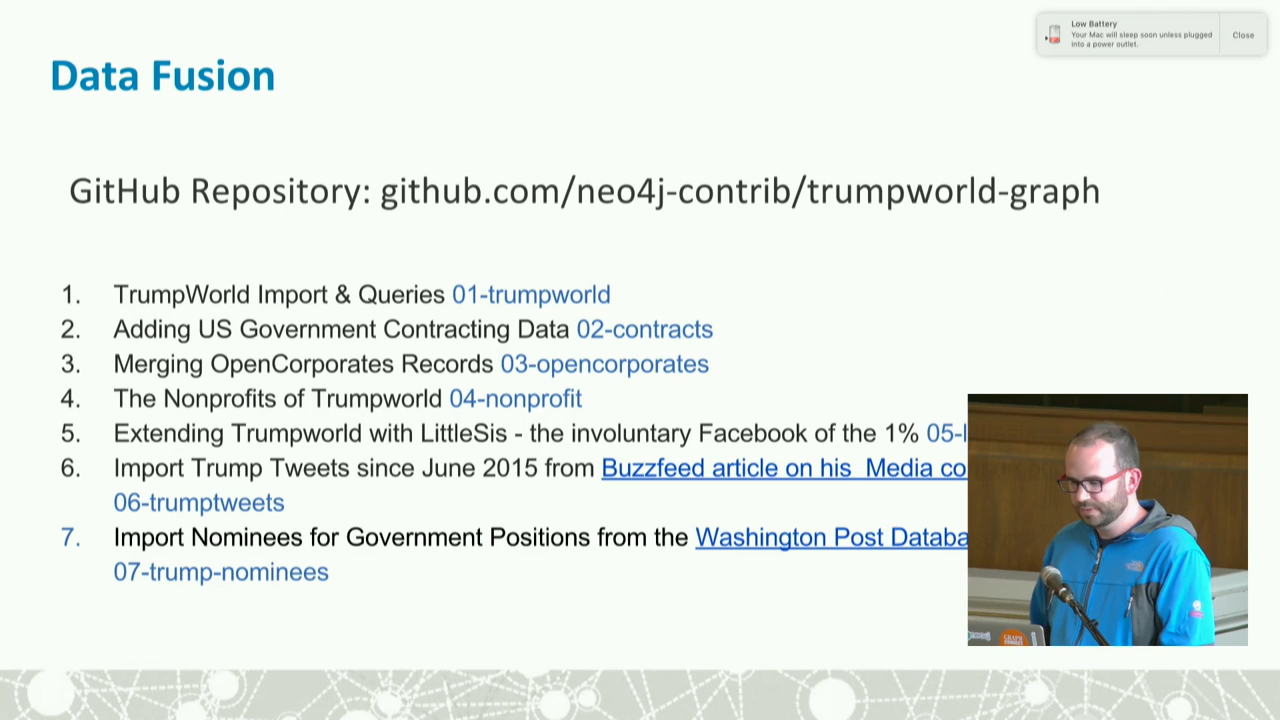 Low Battery
Your Mac will sleep soon unless plugged
into a power outlet.
Close
Data Fusion
GitHub Repository: github.com/neo4j-contrib/trumpworld-graph
1. TrumpWorld Import & Queries 01-trumpworld
2. Adding US Government Contracting Data 02-contracts
3. Merging OpenCorporates Records 03-opencorporates
4. The Nonprofits of Trumpworld 04-nonprofit
5. Extending Trumpworld with LittleSis - the involuntary Facebook of the 1% 05-l
6. Import Trump Tweets since June 2015 from Buzzfeed article on his Media co
06-trumptweets
7. Import Nominees for Government Positions from the Washington Post Databa
07-trump-nominees
GRAPH